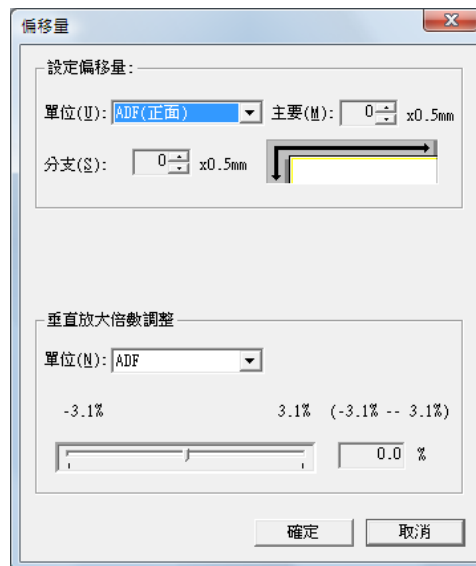 偏移量
設定偏移量:
單位(U): ADF(正面) 主要(M): 0 x0.5mm
分支(S): 0 x0.5mm
垂直放大倍數調整
單位(N): ADF
-3.1% 3.1% (-3.1% -- 3.1%)
0.0 %
確定 取消